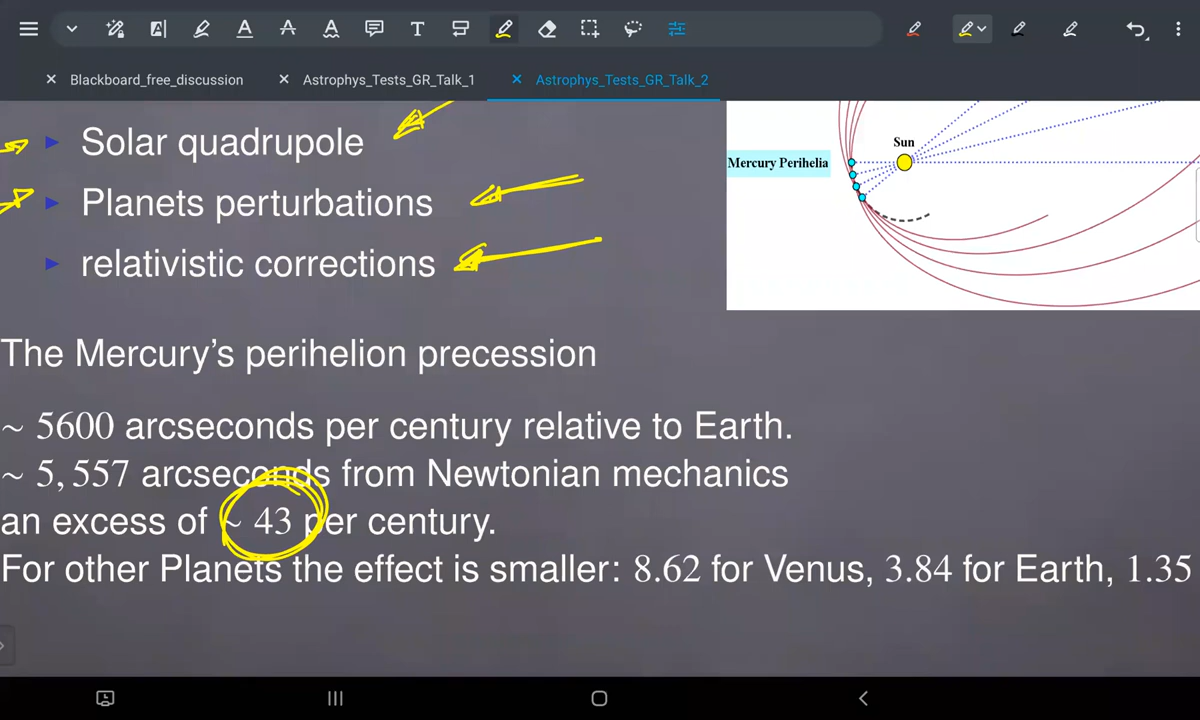 T
Blackboard_free_discussion
Astrophys_Tests_GR_Talk_1
Astrophys_Tests_GR_Talk_2
Solar quadrupole
Planets perturbations
relativistic corrections
Sun
Mercury Perihelia
The Mercury's perihelion precession
~ 5600 arcseconds per century relative to Earth.
~ 5,557 arcseconds from Newtonian mechanics
an excess of ~ 43 per century.
For other Planets the effect is smaller: 8.62 for Venus, 3.84 for Earth, 1.35